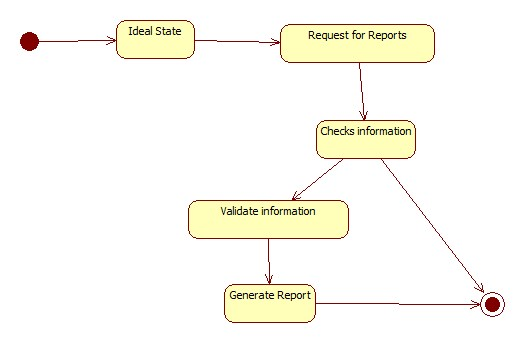 Ideal State
Request for Reports
Checks information
Validate information
Generate Report